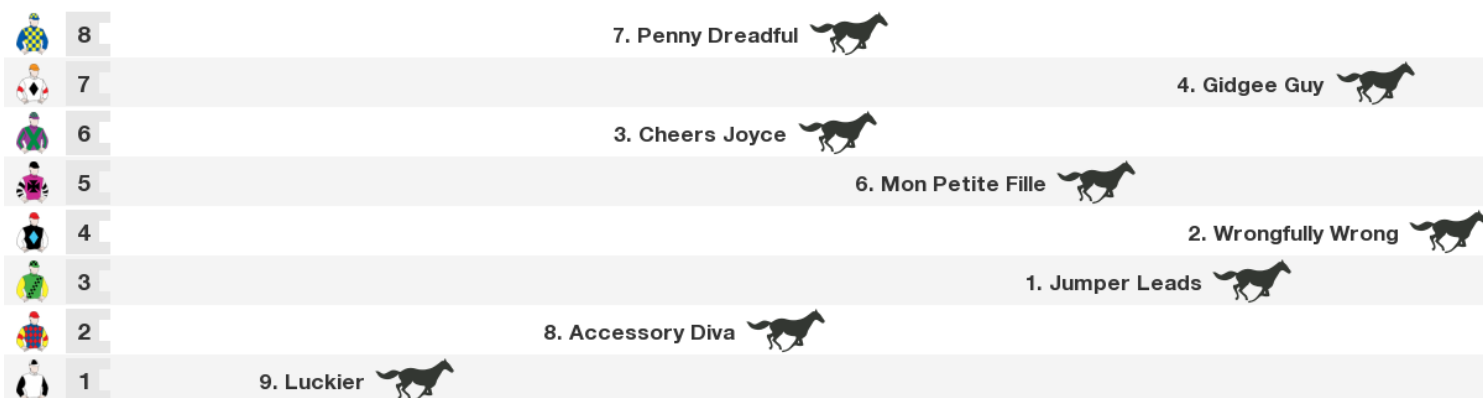 8 7. Penny Dreadful
7 4. Gidgee Guy
6 3. Cheers Joyce
5 6. Mon Petite Fille
4 2. Wrongfully Wrong
3 1. Jumper Leads
2 8. Accessory Diva
1 9. Luckier